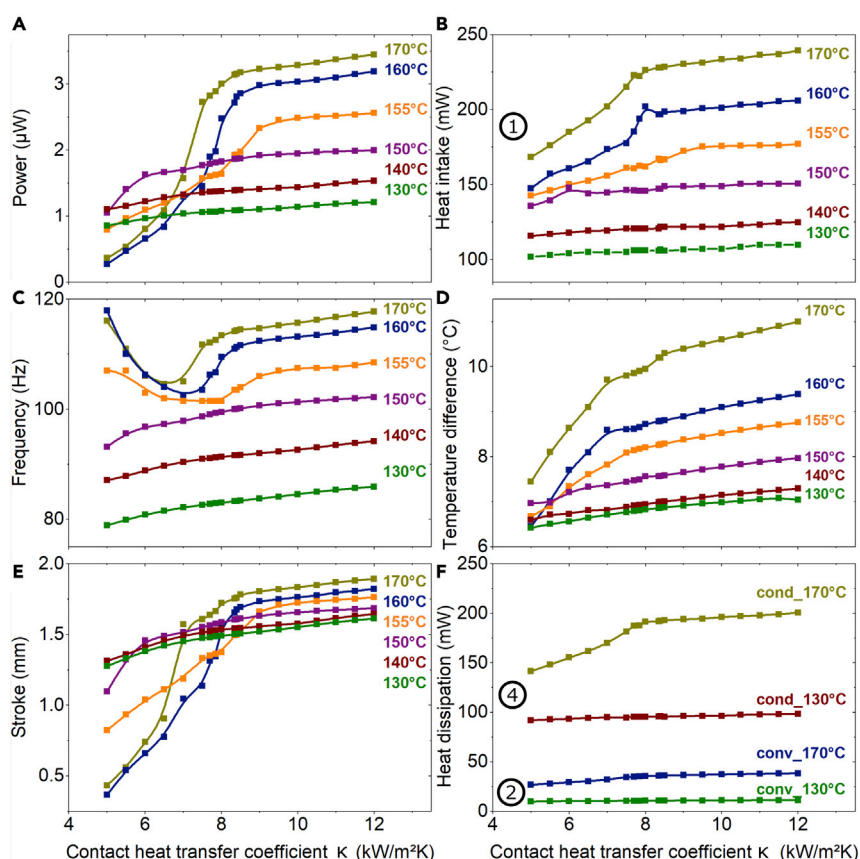 A
Power (µW)
3
2
1
0
170°C
160°C
155°C
150°C
140°C
130°C
B
Heat intake (mW)
250
200
150
100
1
170°C
160°C
155°C
150°C
140°C
130°C
C
Frequency (Hz)
120
100
80
170°C
160°C
155°C
150°C
140°C
130°C
D
Temperature difference (°C)
10
8
6
170°C
160°C
155°C
150°C
140°C
130°C
E
Stroke (mm)
2.0
1.5
1.0
0.5
170°C
160°C
155°C
150°C
140°C
130°C
4 6 8 10 12
Contact heat transfer coefficient κ (kW/m²K)
F
Heat dissipation (mW)
250
200
150
100
50
0
4
2
cond_170°C
cond_130°C
conv_170°C
conv_130°C
4 6 8 10 12
Contact heat transfer coefficient κ (kW/m²K)